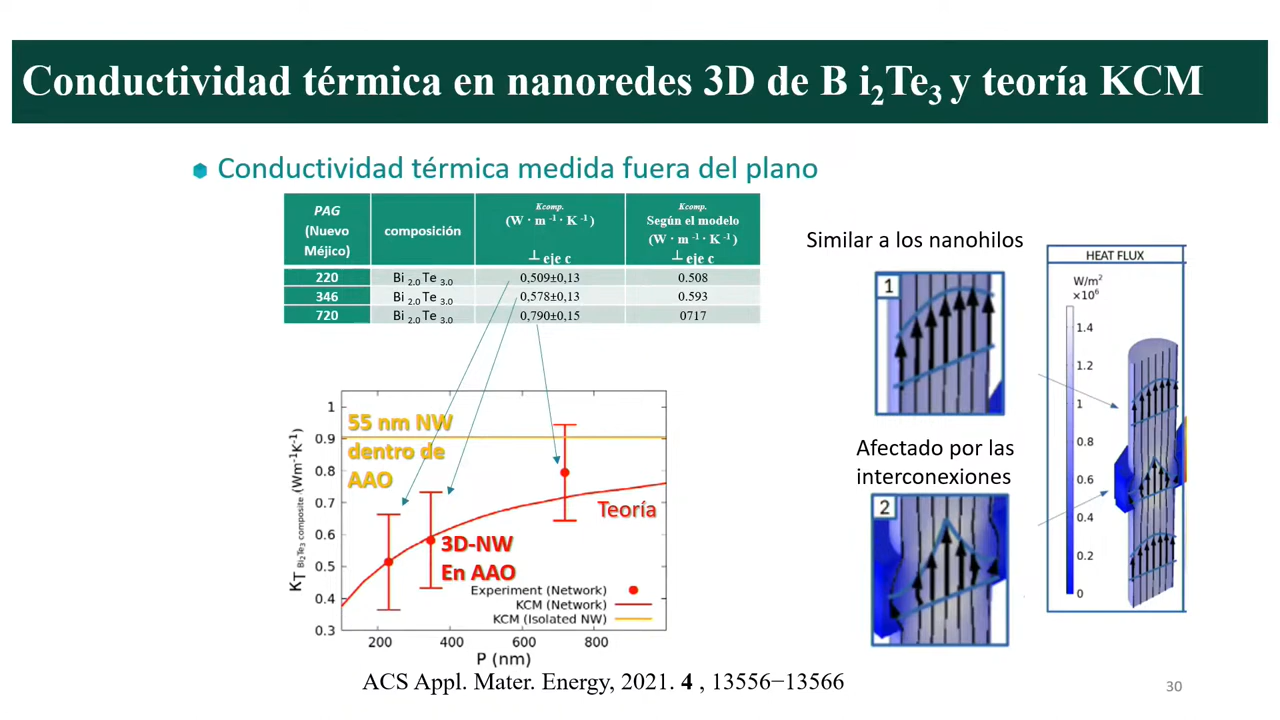 Conductividad térmica en nanoredes 3D de B i2Te3 y teoría KCM
Conductividad térmica medida fuera del plano
PAG
(Nuevo
Méjico)
composición
Kcomp.
(W · m -1 · K -1)
⊥ eje c
Kcomp.
Según el modelo
(W · m -1 · K -1)
⊥ eje c
220 Bi 2.0 Te 3.0 0,509±0,13 0.508
346 Bi 2.0 Te 3.0 0,578±0,13 0.593
720 Bi 2.0 Te 3.0 0,790±0,15 0717
55 nm NW
dentro de
AAO
Teoría
3D-NW
En AAO
Experiment (Network)
KCM (Network)
KCM (Isolated NW)
1
0.9
0.8
0.7
0.6
0.5
0.4
0.3
200 400 600 800
P (nm)
KT Bi2Te3 composite, (Wm-1K-1)
Similar a los nanohilos
1
Afectado por las
interconexiones
2
HEAT FLUX
W/m2
×106
1.4
1.2
1
0.8
0.6
0.4
0.2
0
ACS Appl. Mater. Energy, 2021. 4 , 13556−13566
30